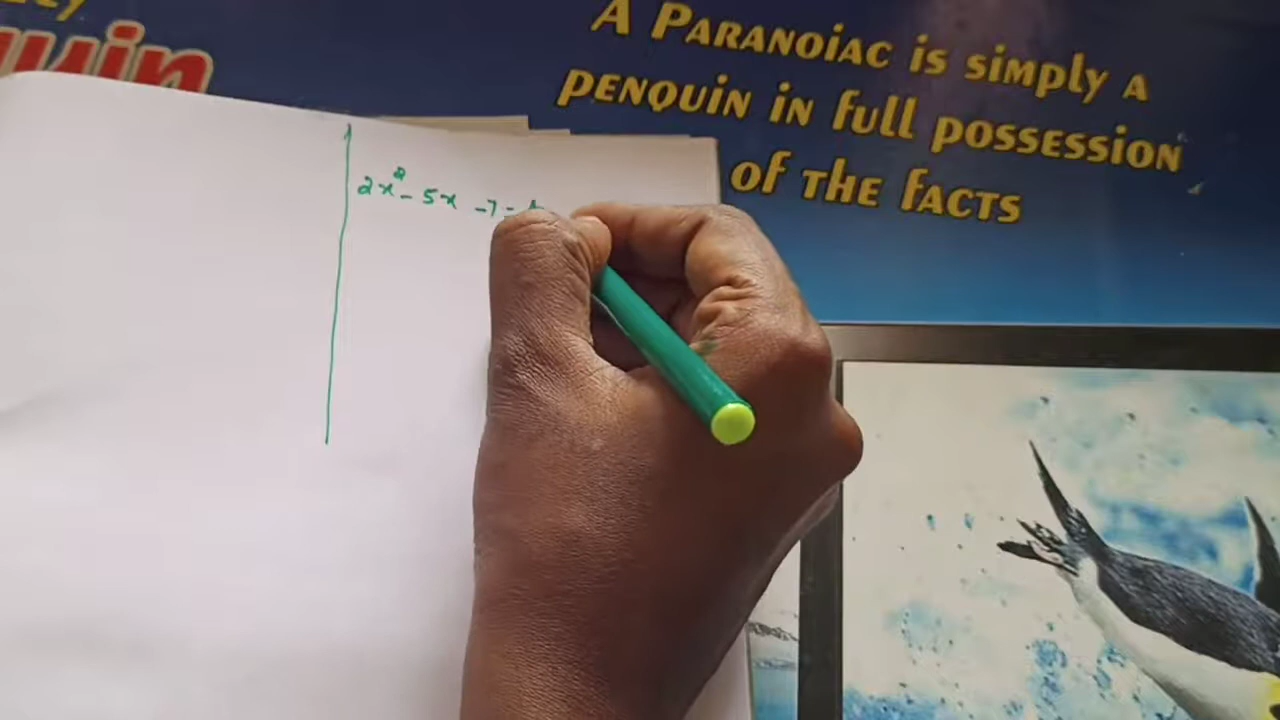 A PARANOIAC is simply A
PENQUIN IN full POSSESSION
of THE FACTS
2x² - 5x - 7 =